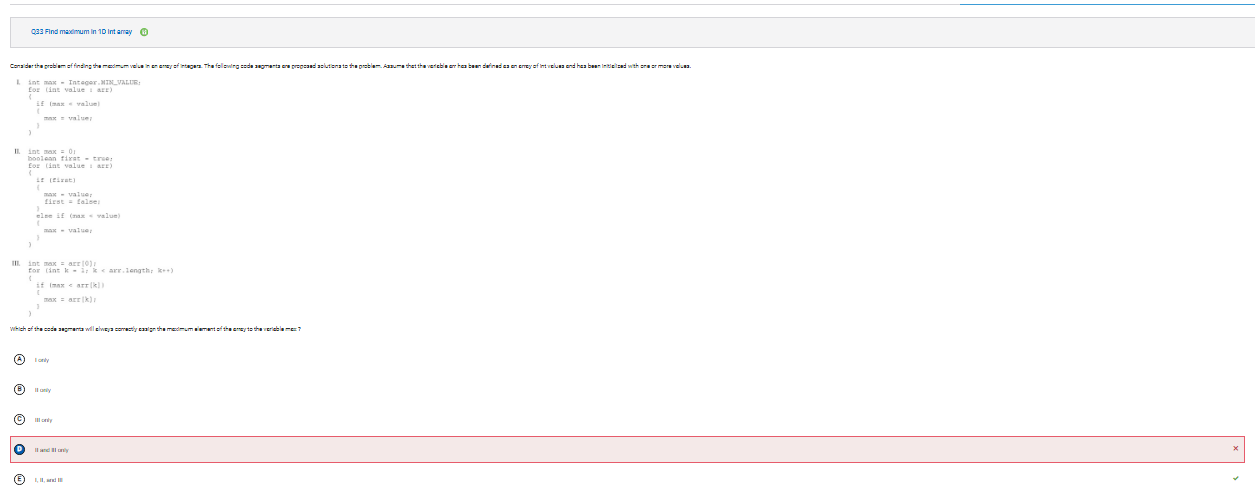 Q33 Find maximum in 1D int array
Consider the problem of finding the maximum value in an array of integers. The following code segments are proposed solutions to the problem. Assume that the variable arr has been defined as an array of int values and has been initialized with one or more values.
I. int max = Integer.MIN_VALUE;
for (int value : arr)
{
if (max < value)
{
max = value;
}
}
II. int max = 0;
boolean first = true;
for (int value : arr)
{
if (first)
{
max = value;
first = false;
}
else if (max < value)
{
max = value;
}
}
III. int max = arr[0];
for (int k = 1; k < arr.length; k++)
{
if (max < arr[k])
{
max = arr[k];
}
}
Which of the code segments will always correctly assign the maximum element of the array to the variable max ?
A I only
B II only
C III only
D II and III only
E I, II, and III